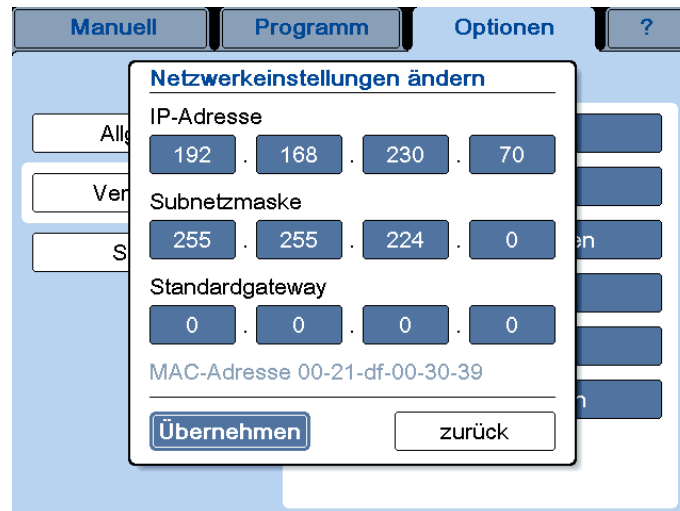 Manuell Programm Optionen ?
Netzwerkeinstellungen ändern
IP-Adresse
192 . 168 . 230 . 70
Subnetzmaske
255 . 255 . 224 . 0
Standardgateway
0 . 0 . 0 . 0
MAC-Adresse 00-21-df-00-30-39
Übernehmen zurück